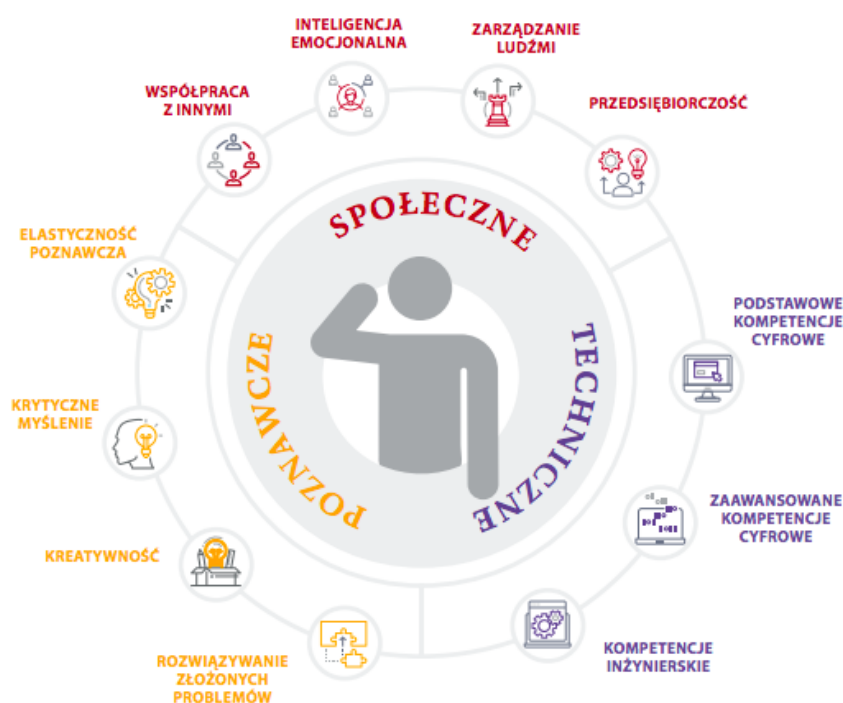 INTELIGENCJA
EMOCJONALNA
ZARZĄDZANIE
LUDŹMI
WSPÓŁPRACA
Z INNYMI
PRZEDSIĘBIORCZOŚĆ
SPOŁECZNE
ELASTYCZNOŚĆ
POZNAWCZA
PODSTAWOWE
KOMPETENCJE
CYFROWE
POZNAWCZE
TECHNICZNE
KRYTYCZNE
MYŚLENIE
ZAAWANSOWANE
KOMPETENCJE
CYFROWE
KREATYWNOŚĆ
ROZWIĄZYWANIE
ZŁOŻONYCH
PROBLEMÓW
KOMPETENCJE
INŻYNIERSKIE